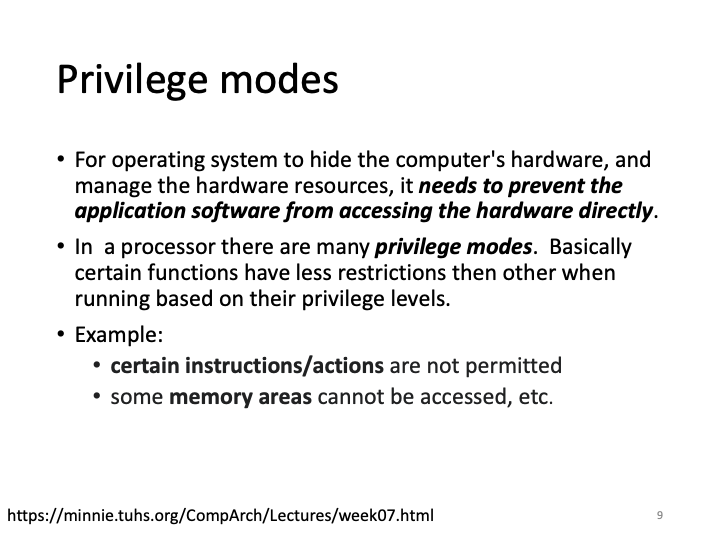 Privilege modes
• For operating system to hide the computer's hardware, and
manage the hardware resources, it needs to prevent the
application software from accessing the hardware directly.
• In  a processor there are many privilege modes.  Basically
certain functions have less restrictions then other when
running based on their privilege levels.
• Example:
• certain instructions/actions are not permitted
• some memory areas cannot be accessed, etc.
https://minnie.tuhs.org/CompArch/Lectures/week07.html
9